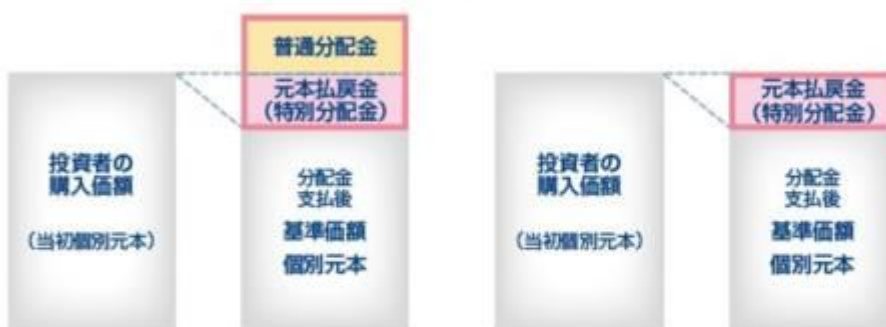 投資者の
購入価額
(当初個別元本)
普通分配金
元本払戻金
(特別分配金)
分配金
支払後
基準価額
個別元本
投資者の
購入価額
(当初個別元本)
元本払戻金
(特別分配金)
分配金
支払後
基準価額
個別元本